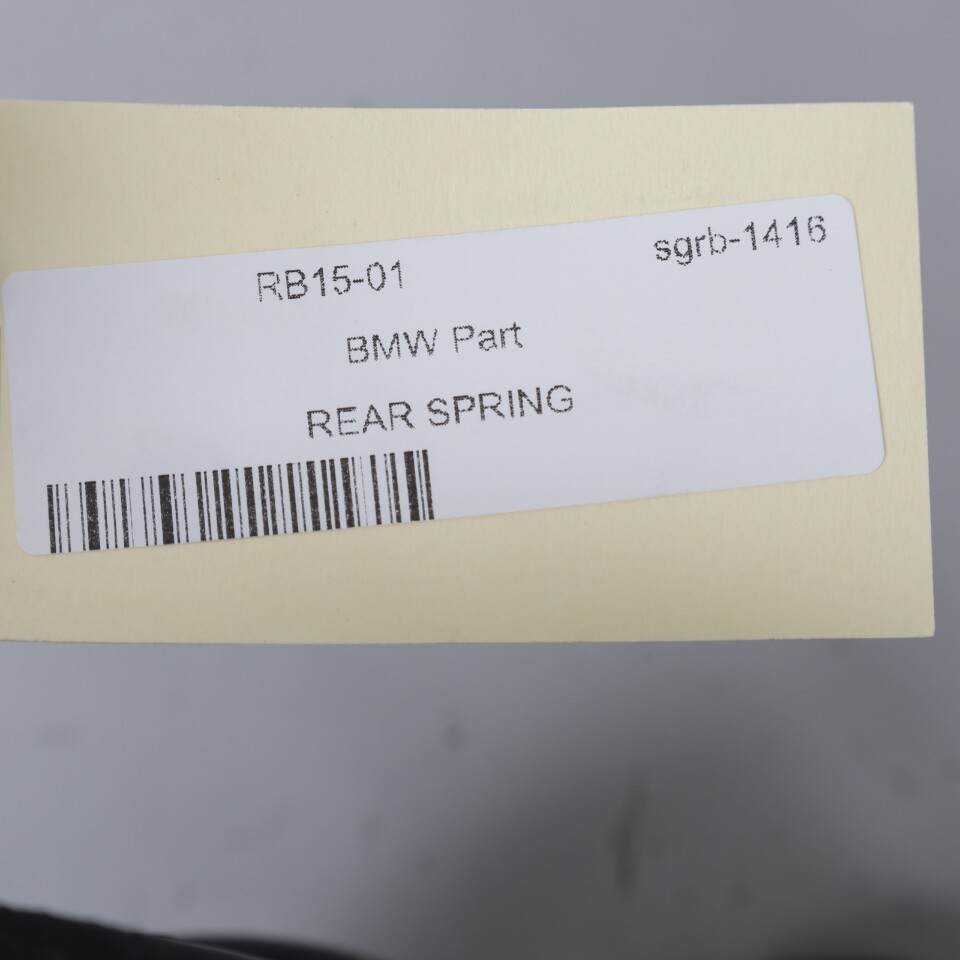 RB15-01 sgrb-1416
BMW Part
REAR SPRING